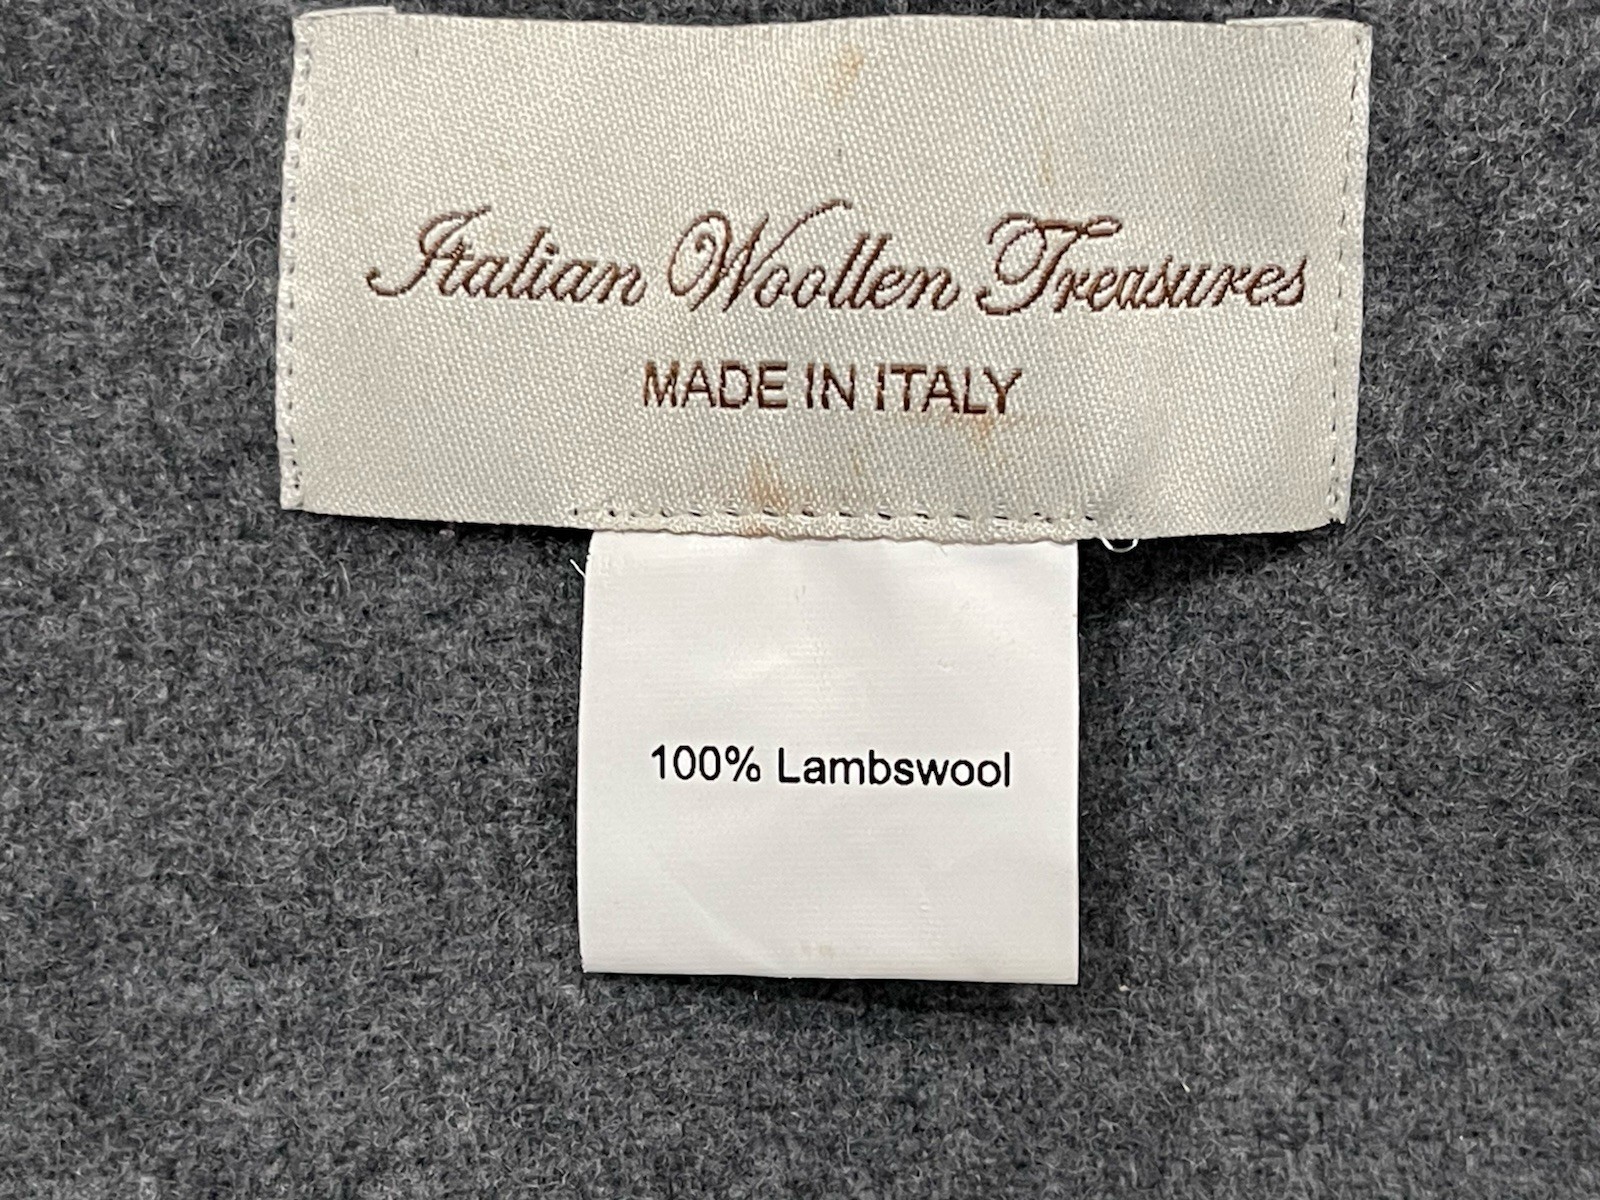 Italian Woollen Treasures
MADE IN ITALY
100% Lambswool